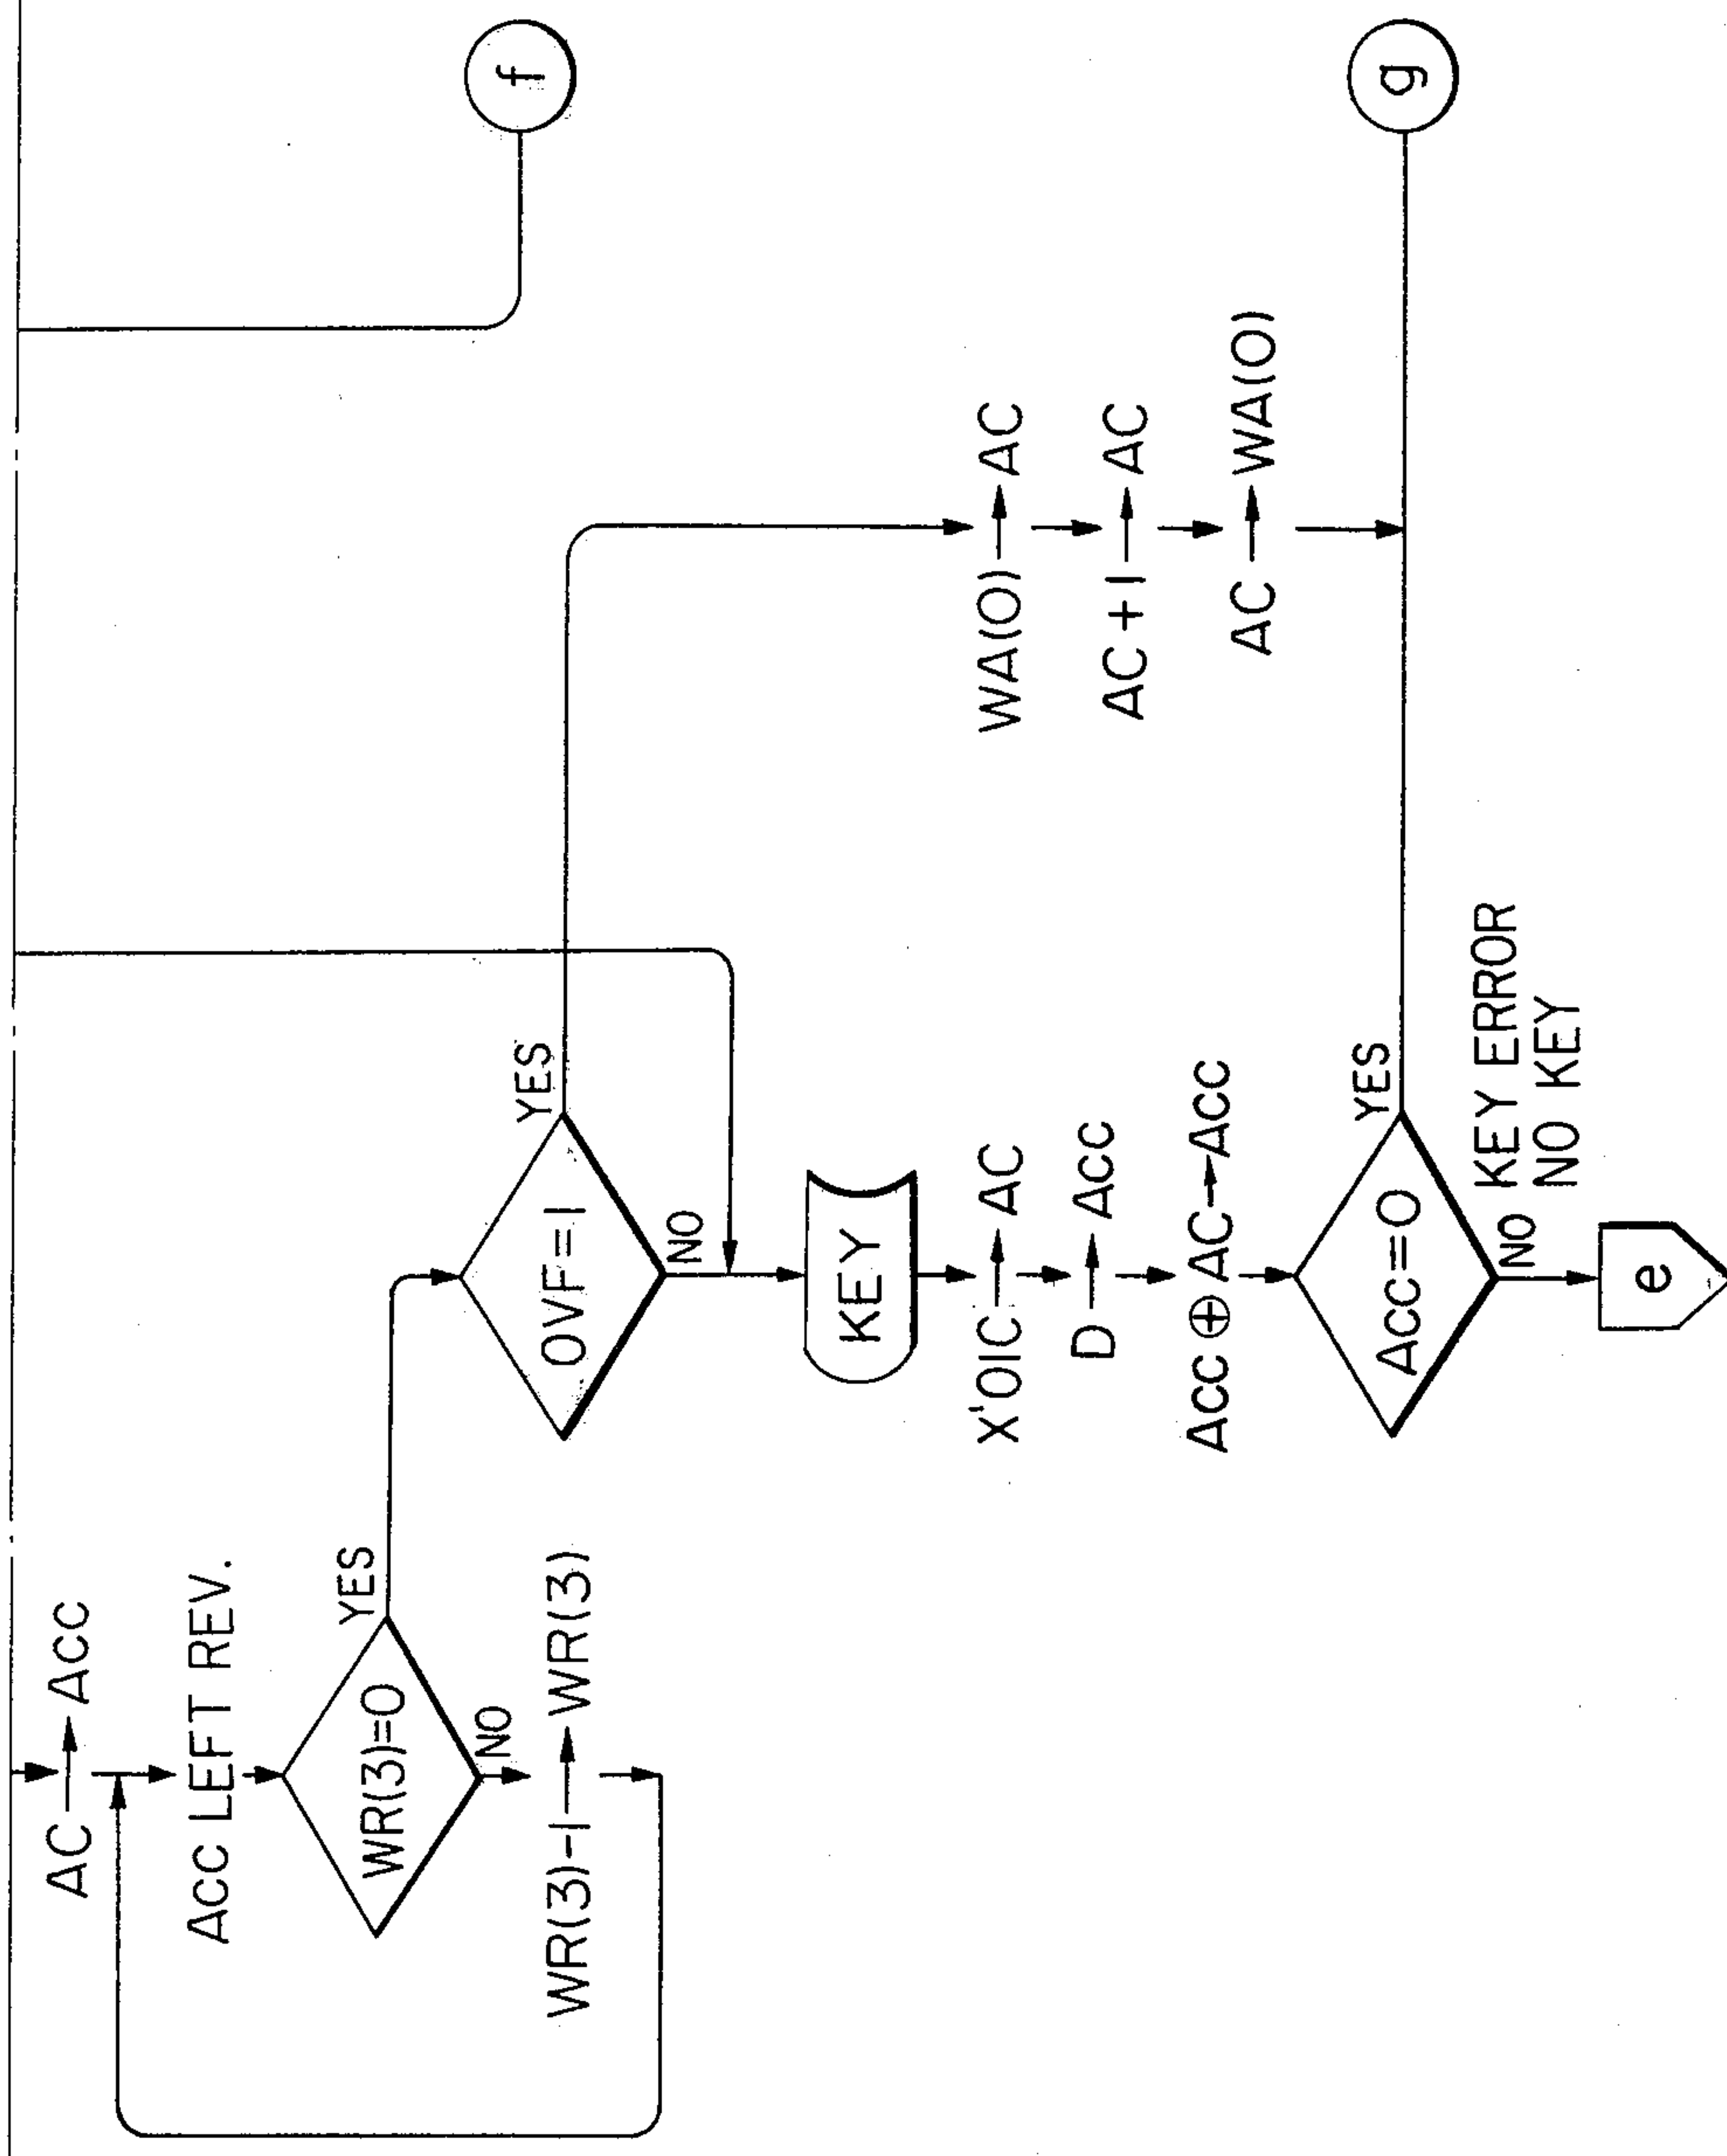 AC → ACC
ACC LEFT REV.
WR(3)=0
YES
NO
WR(3)-1 → WR(3)
OVF=1
YES
NO
KEY
X'01C → AC
D → ACC
ACC ⊕ AC → ACC
ACC=0
YES
NO
KEY ERROR
NO KEY
e
WA(0) → AC
AC+1 → AC
AC → WA(0)
f
g